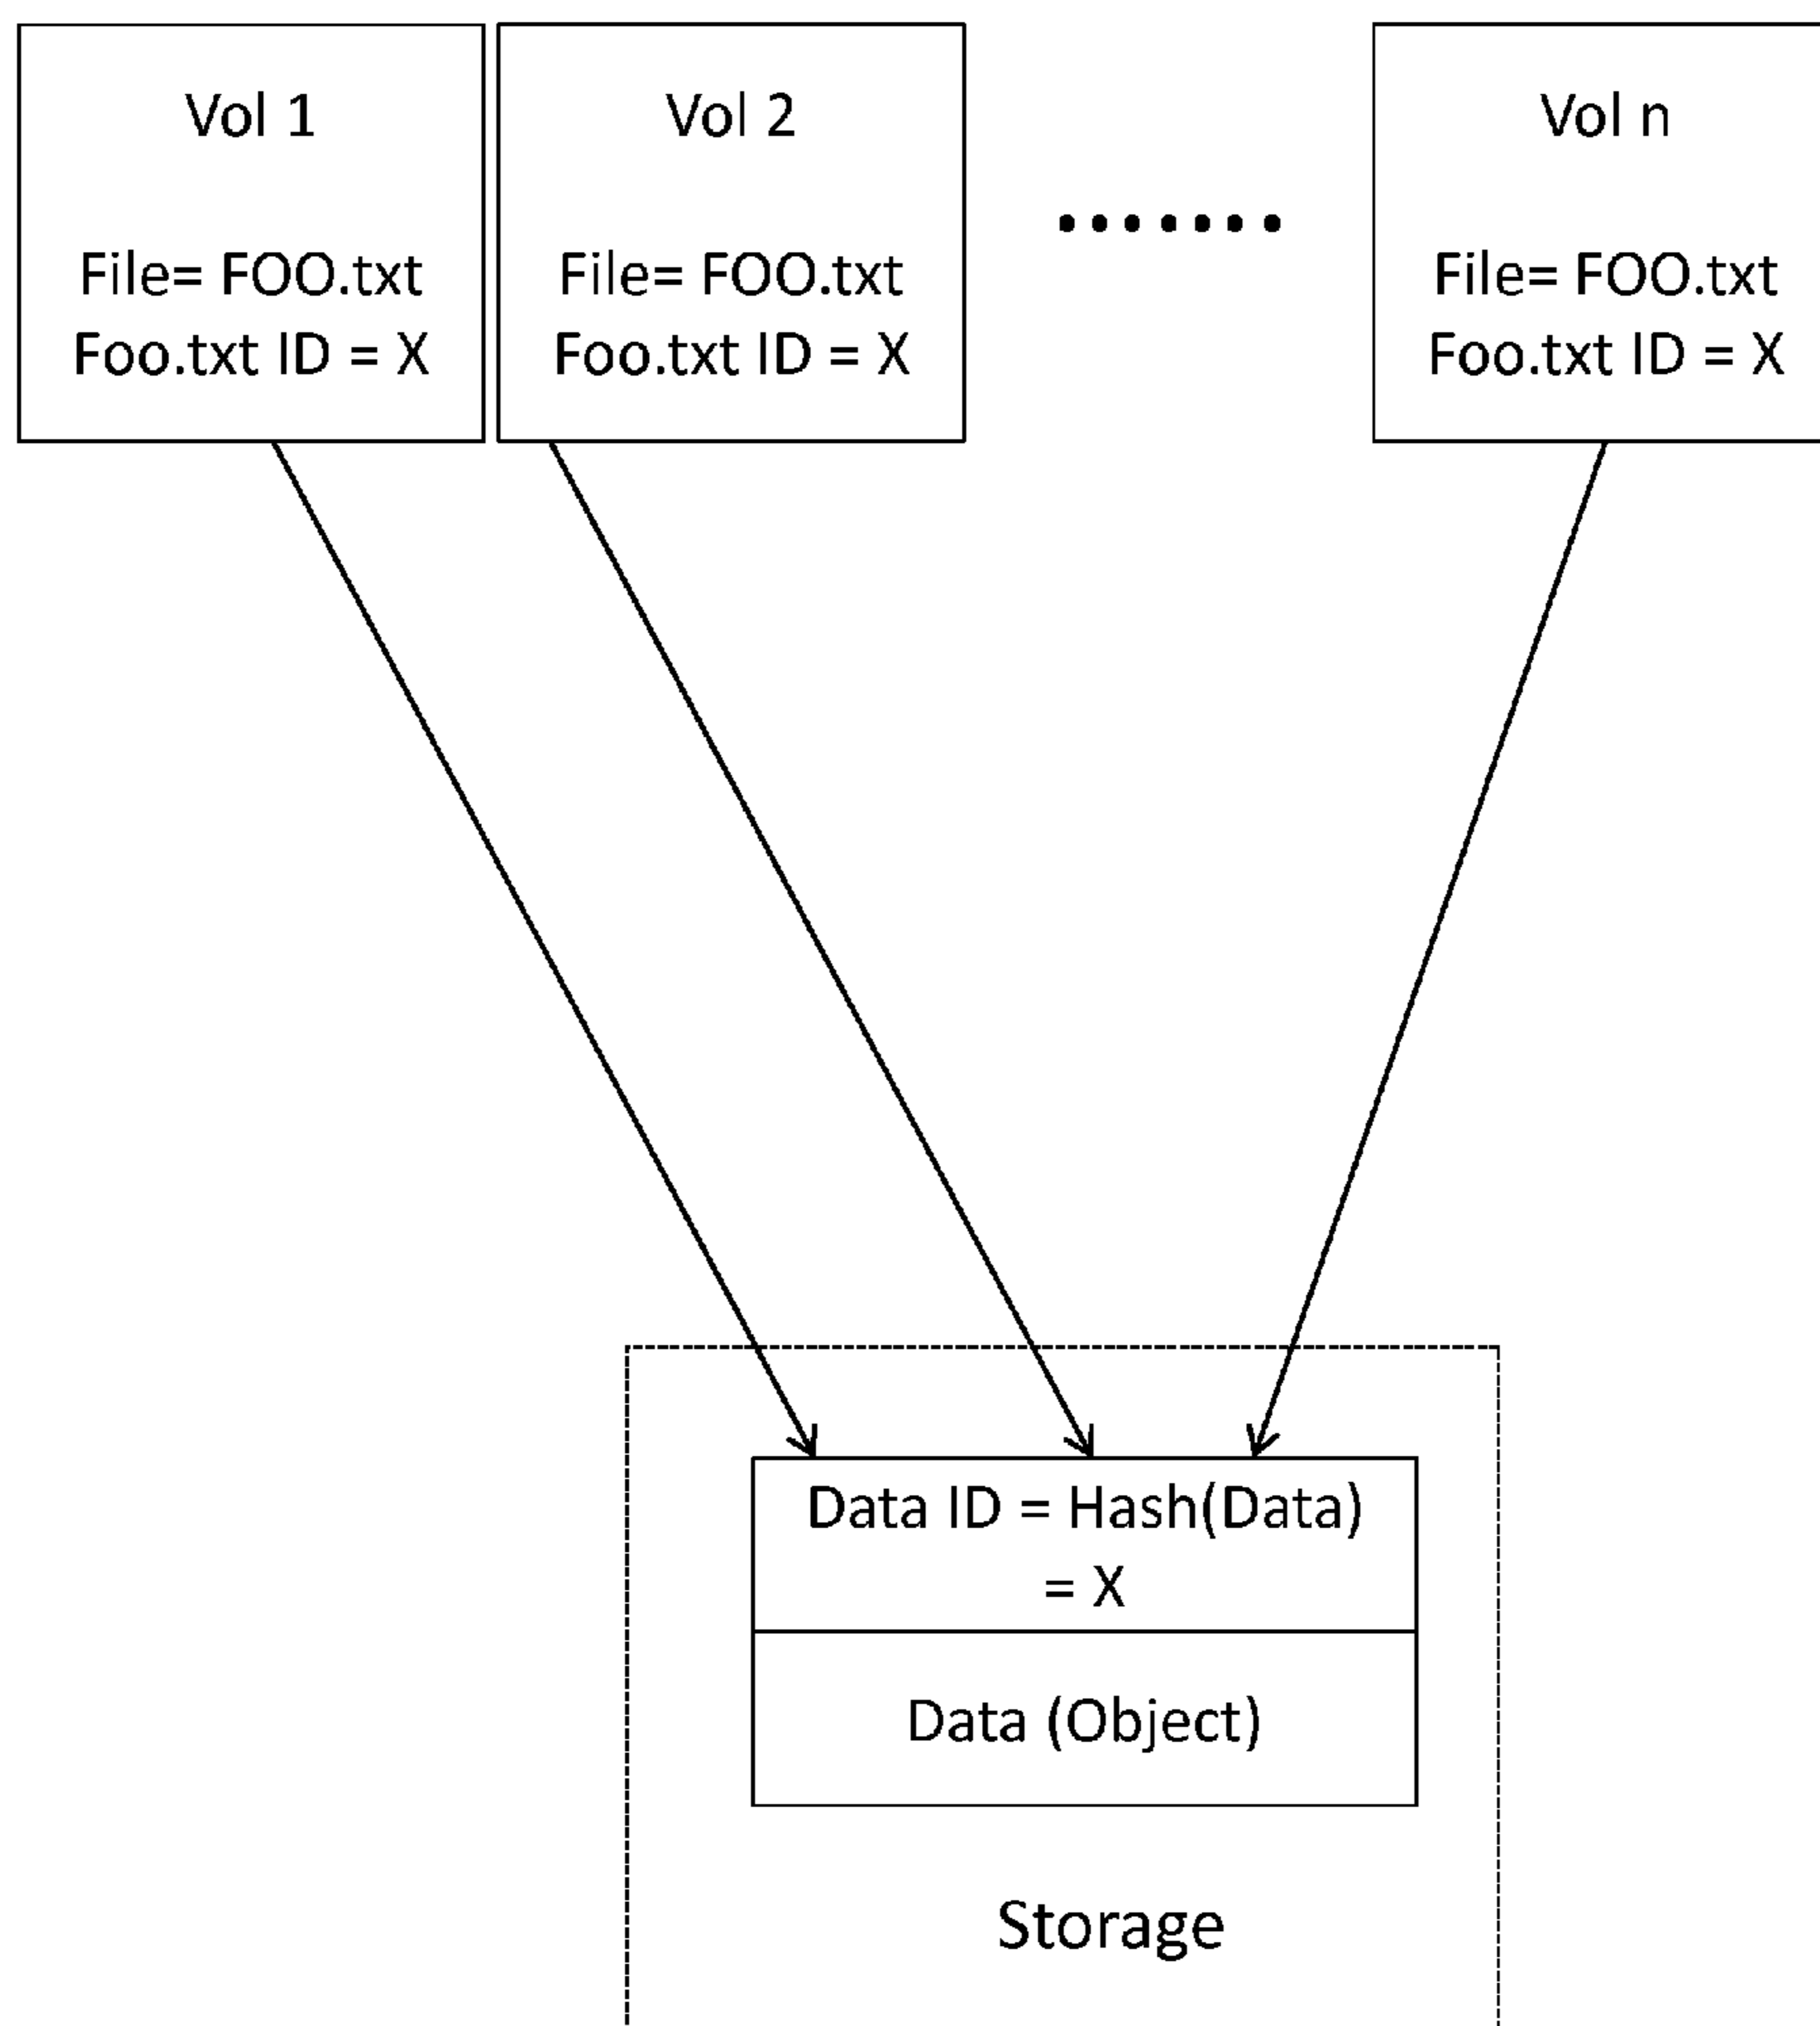 Vol 1
File= FOO.txt
Foo.txt ID = X
Vol 2
File= FOO.txt
Foo.txt ID = X
.......
Vol n
File= FOO.txt
Foo.txt ID = X
Data ID = Hash(Data)
= X
Data (Object)
Storage